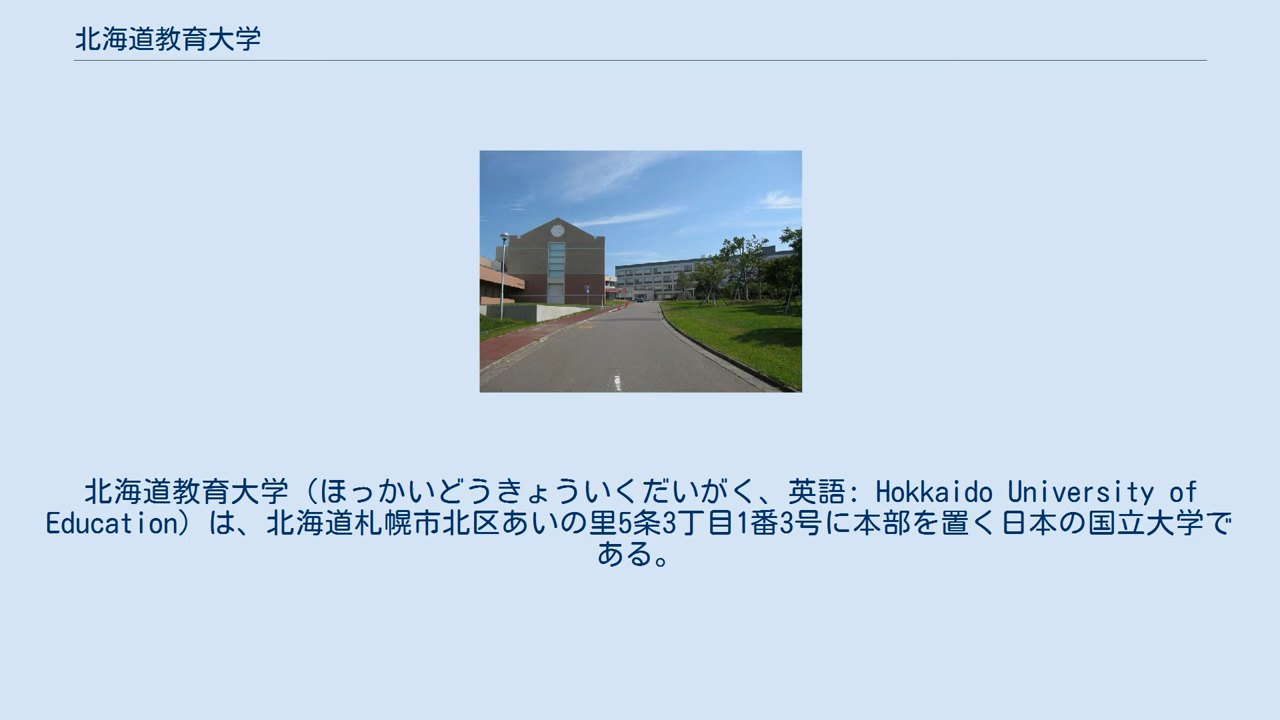 北海道教育大学
北海道教育大学（ほっかいどうきょういくだいがく、英語: Hokkaido University of
Education）は、北海道札幌市北区あいの里5条3丁目1番3号に本部を置く日本の国立大学で
ある。